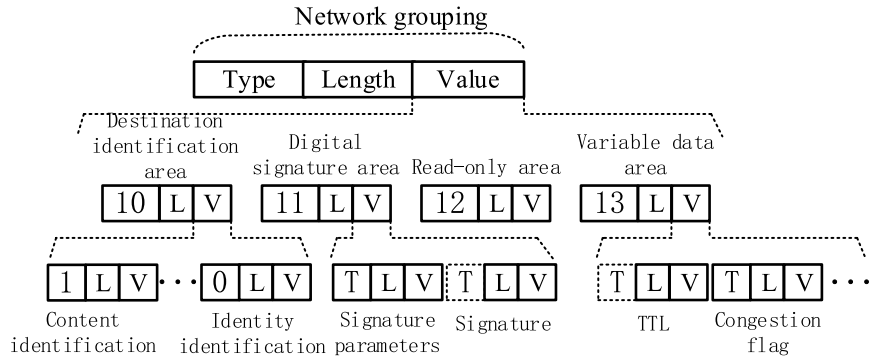 Network grouping
Type Length Value
Destination
identification
area
Digital
signature area
Read-only area
Variable data
area
10 L V
11 L V
12 L V
13 L V
1 L V ··· 0 L V
T L V T L V
T L V T L V ···
Content
identification
Identity
identification
Signature
parameters
Signature
TTL
Congestion
flag